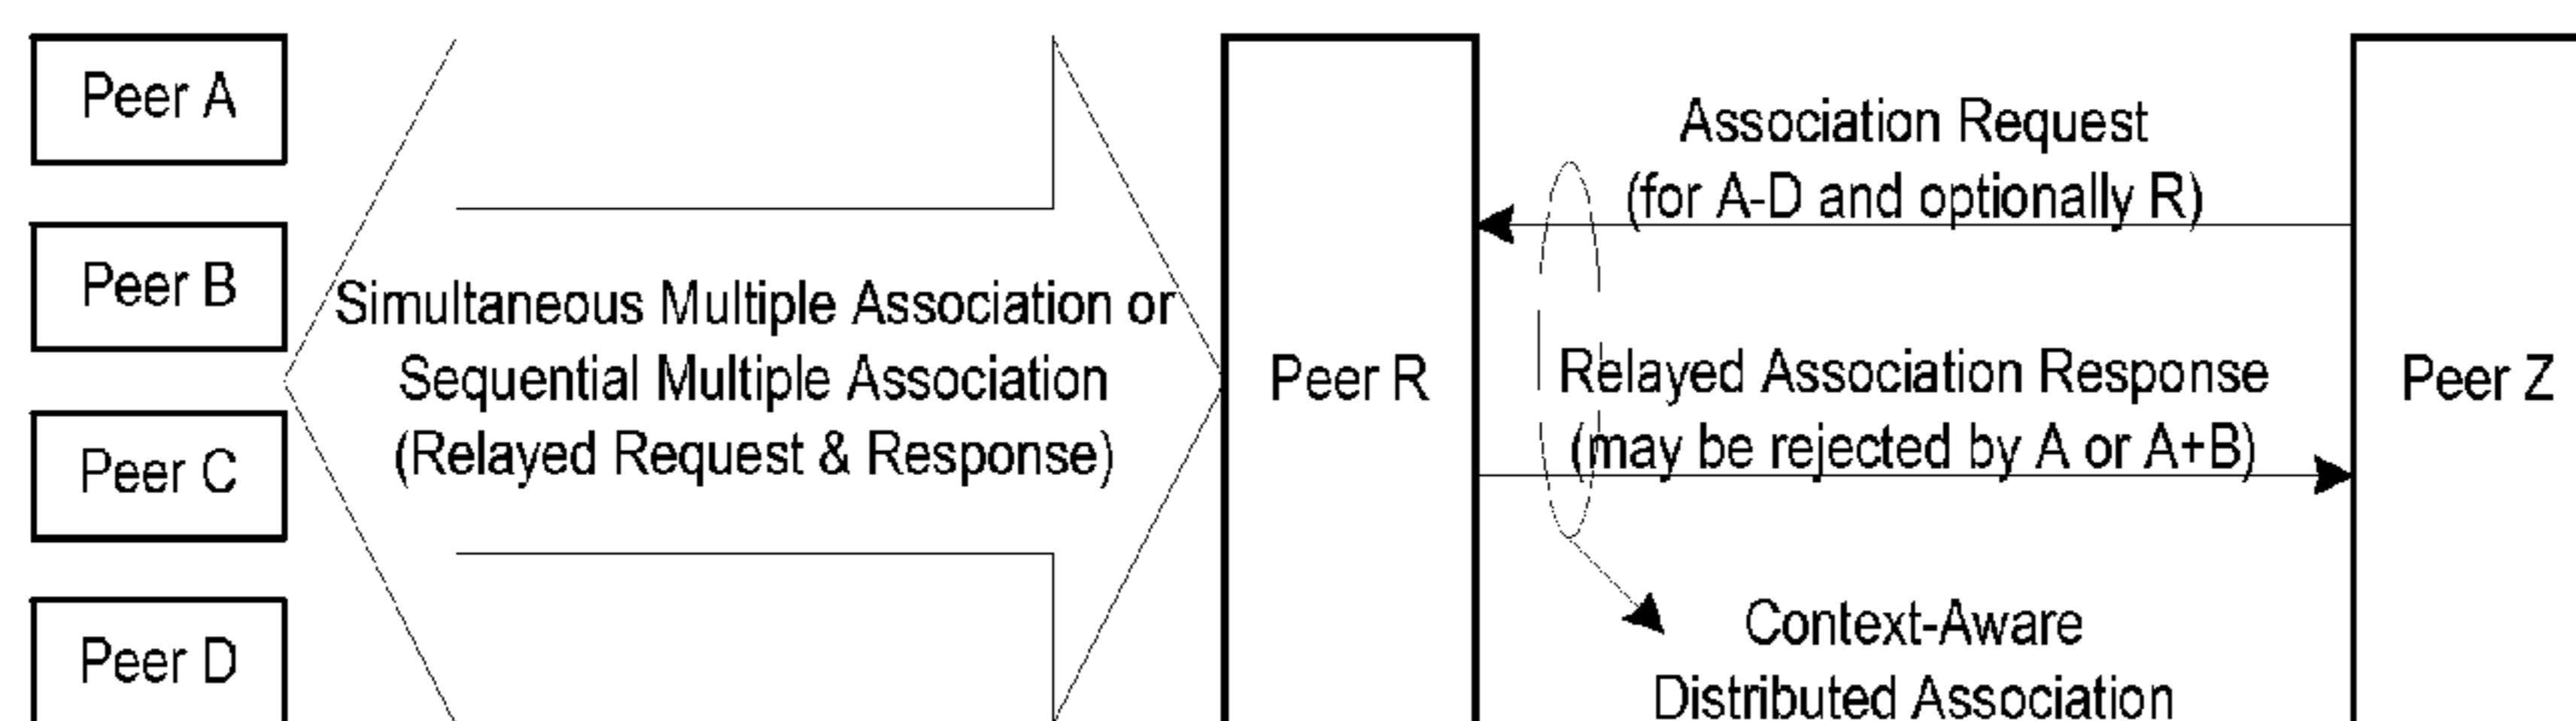 Peer A
Peer B
Peer C
Peer D
Simultaneous Multiple Association or
Sequential Multiple Association
(Relayed Request & Response)
Peer R
Association Request
(for A-D and optionally R)
Relayed Association Response
(may be rejected by A or A+B)
Context-Aware
Distributed Association
Peer Z